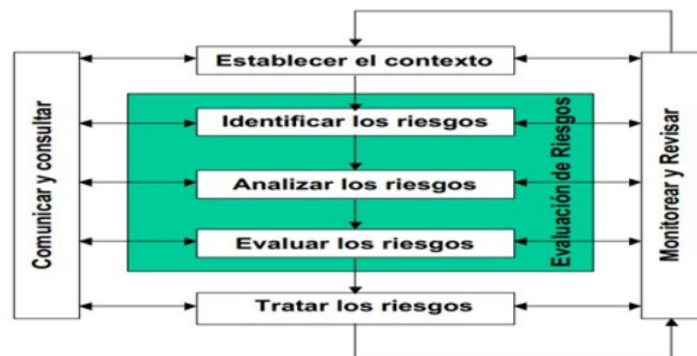 Establecer el contexto
Identificar los riesgos
Analizar los riesgos
Evaluar los riesgos
Tratar los riesgos
Comunicar y consultar
Evaluación de Riesgos
Monitorear y Revisar